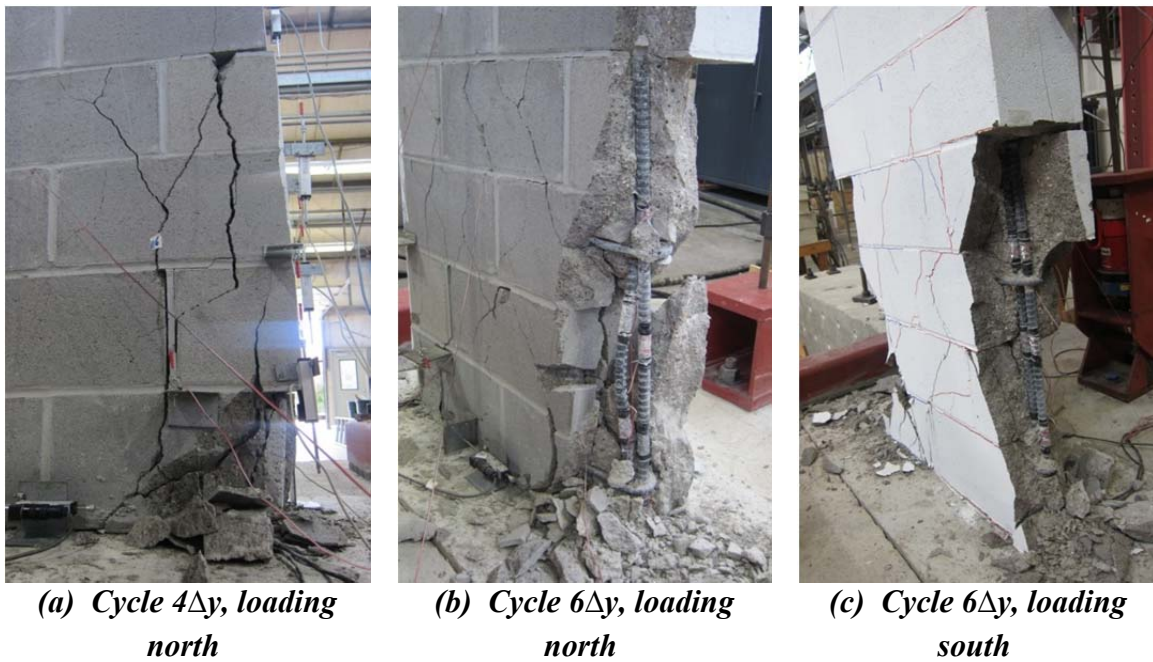 (a) Cycle 4Δy, loading
north
(b) Cycle 6Δy, loading
north
(c) Cycle 6Δy, loading
south